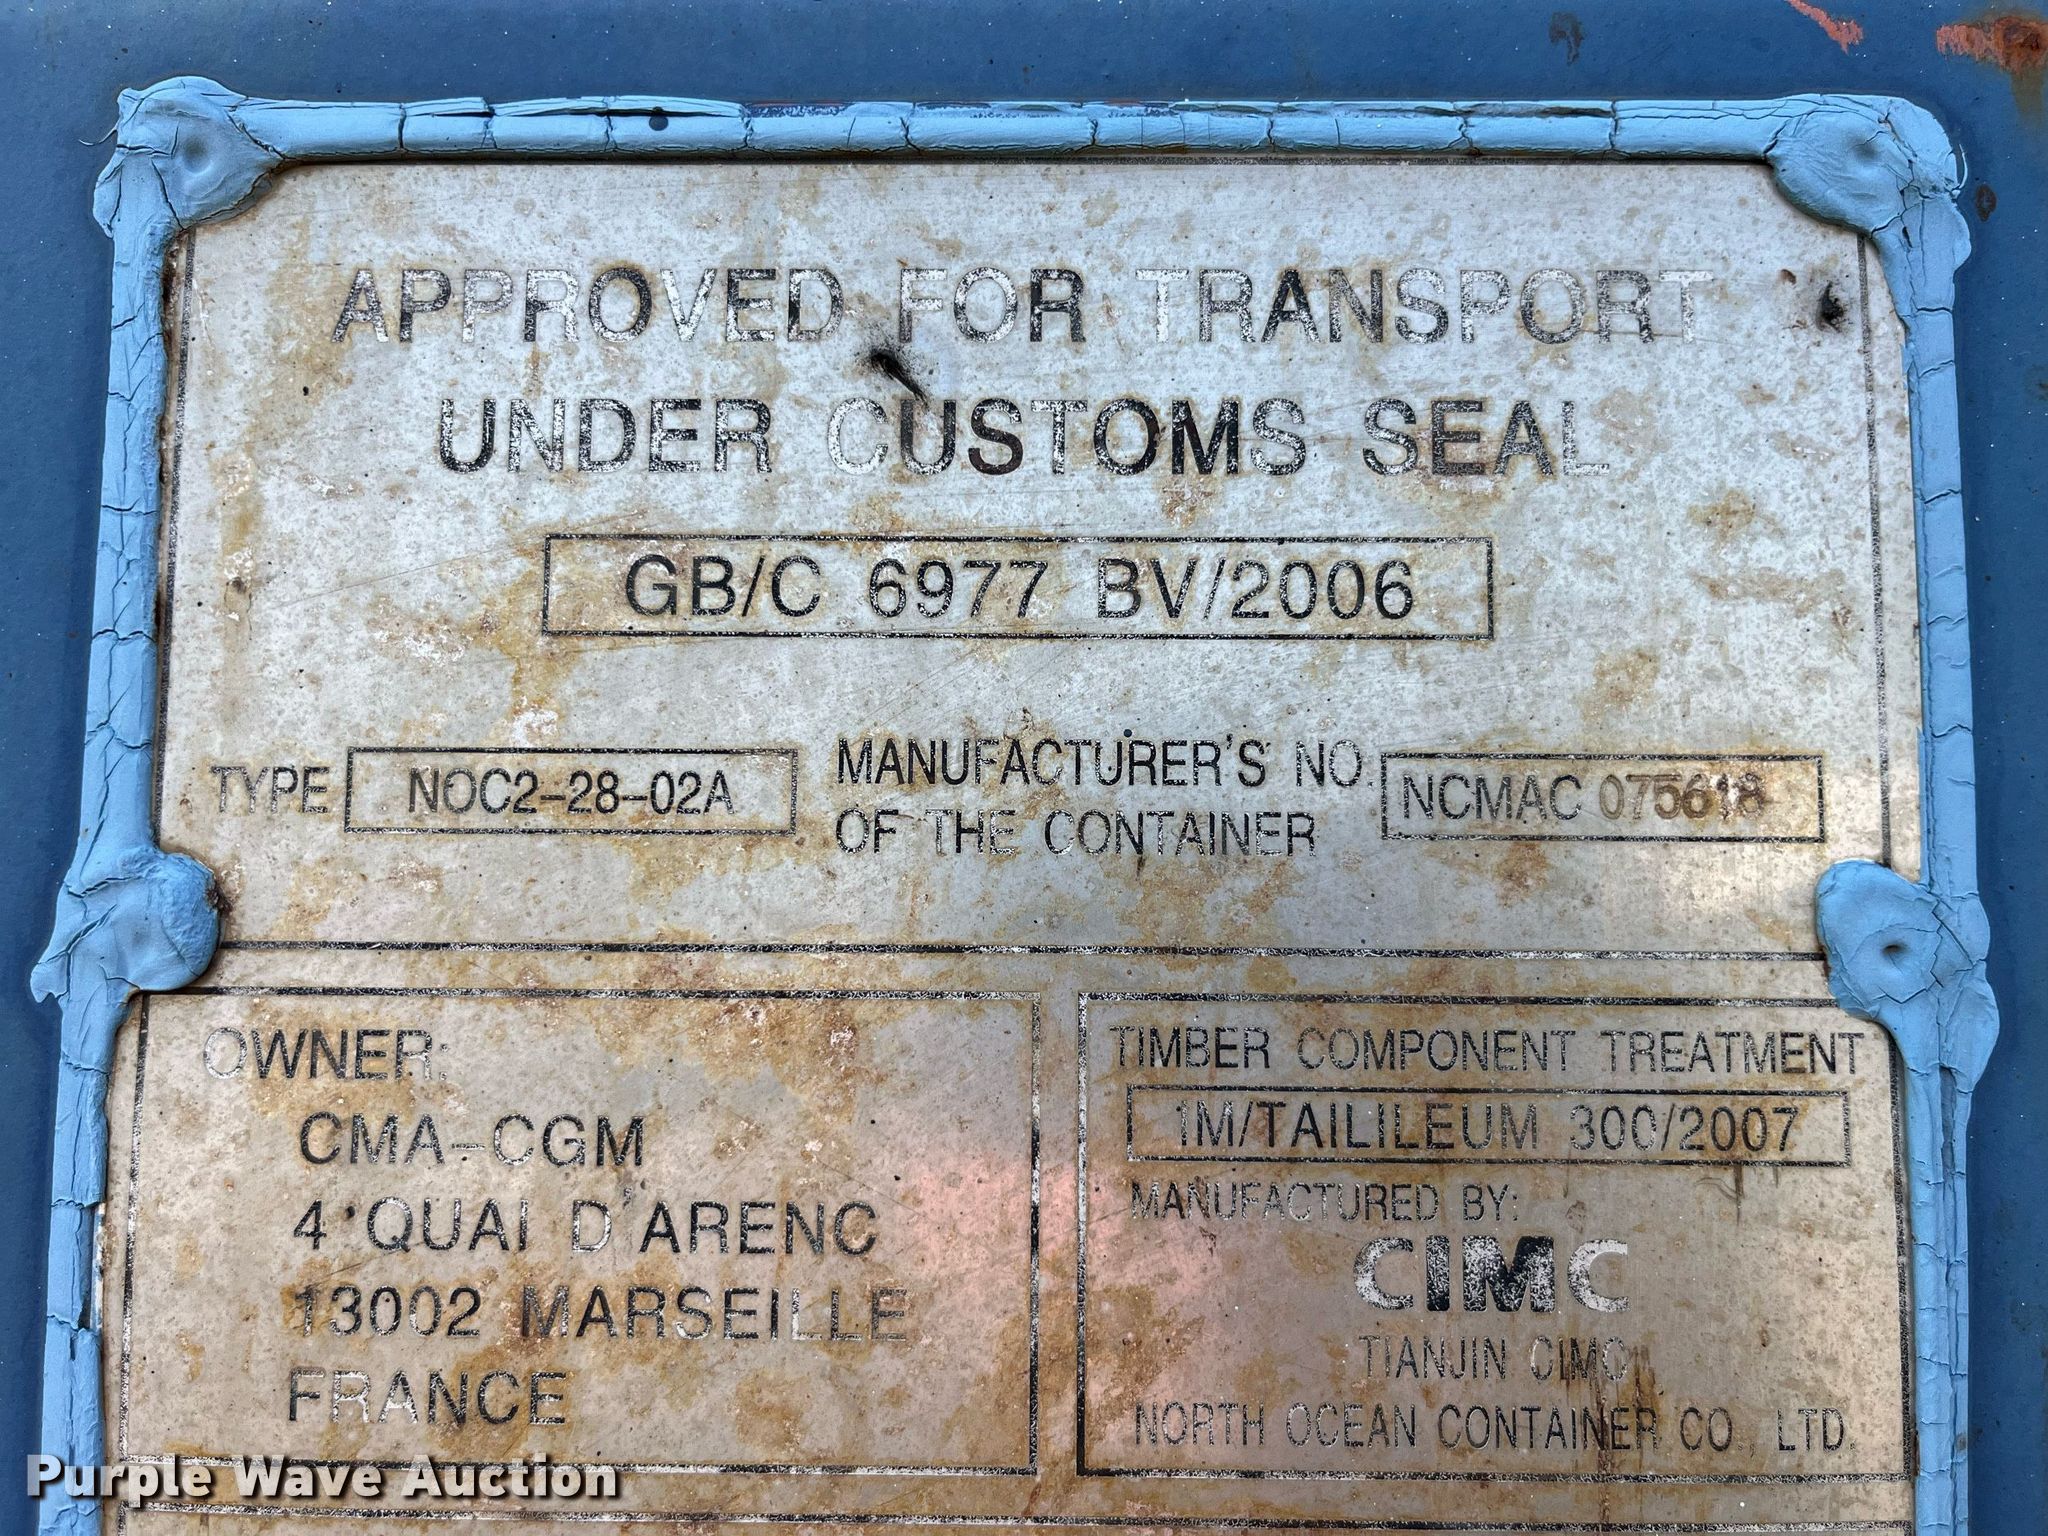 APPROVED FOR TRANSPORT
UNDER CUSTOMS SEAL
GB/C 6977 BV/2006
TYPE NOC2-28-02A
MANUFACTURER'S NO.
OF THE CONTAINER
NCMAC 075618
OWNER:
CMA-CGM
4 QUAI D'ARENC
13002 MARSEILLE
FRANCE
TIMBER COMPONENT TREATMENT
IM/TAILILEUM 300/2007
MANUFACTURED BY:
CIMC
TIANJIN CIMC
NORTH OCEAN CONTAINER CO., LTD.
Purple Wave Auction